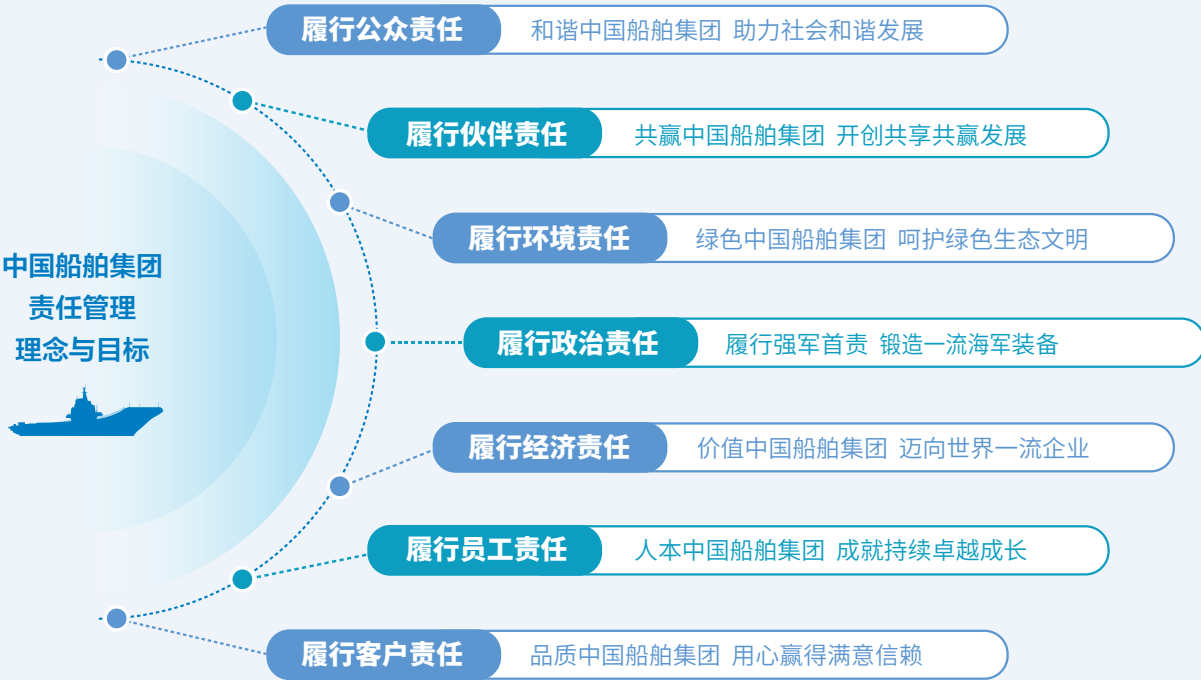 履行公众责任 和谐中国船舶集团 助力社会和谐发展
履行伙伴责任 共赢中国船舶集团 开创共享共赢发展
履行环境责任 绿色中国船舶集团 呵护绿色生态文明
中国船舶集团
责任管理
理念与目标
履行政治责任 履行强军首责 锻造一流海军装备
履行经济责任 价值中国船舶集团 迈向世界一流企业
履行员工责任 人本中国船舶集团 成就持续卓越成长
履行客户责任 品质中国船舶集团 用心赢得满意信赖